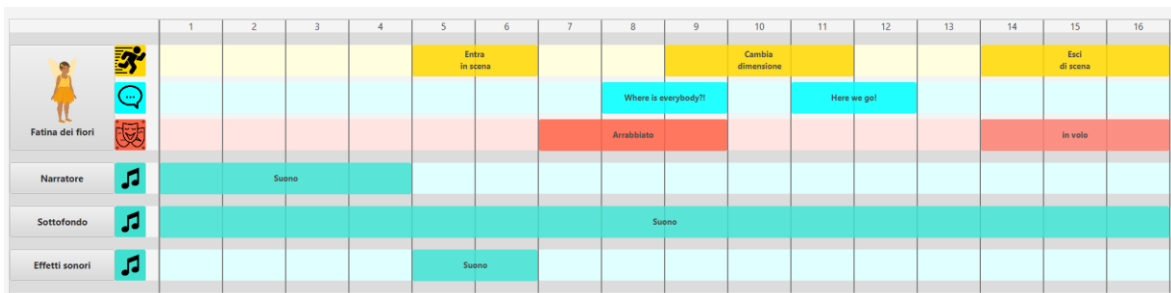 1 2 3 4 5 6 7 8 9 10 11 12 13 14 15 16
Entra
in scena
Cambia
dimensione
Esci
di scena
Where is everybody?!
Here we go!
Fatina dei fiori
Arrabbiato
in volo
Narratore
Suono
Sottofondo
Suono
Effetti sonori
Suono